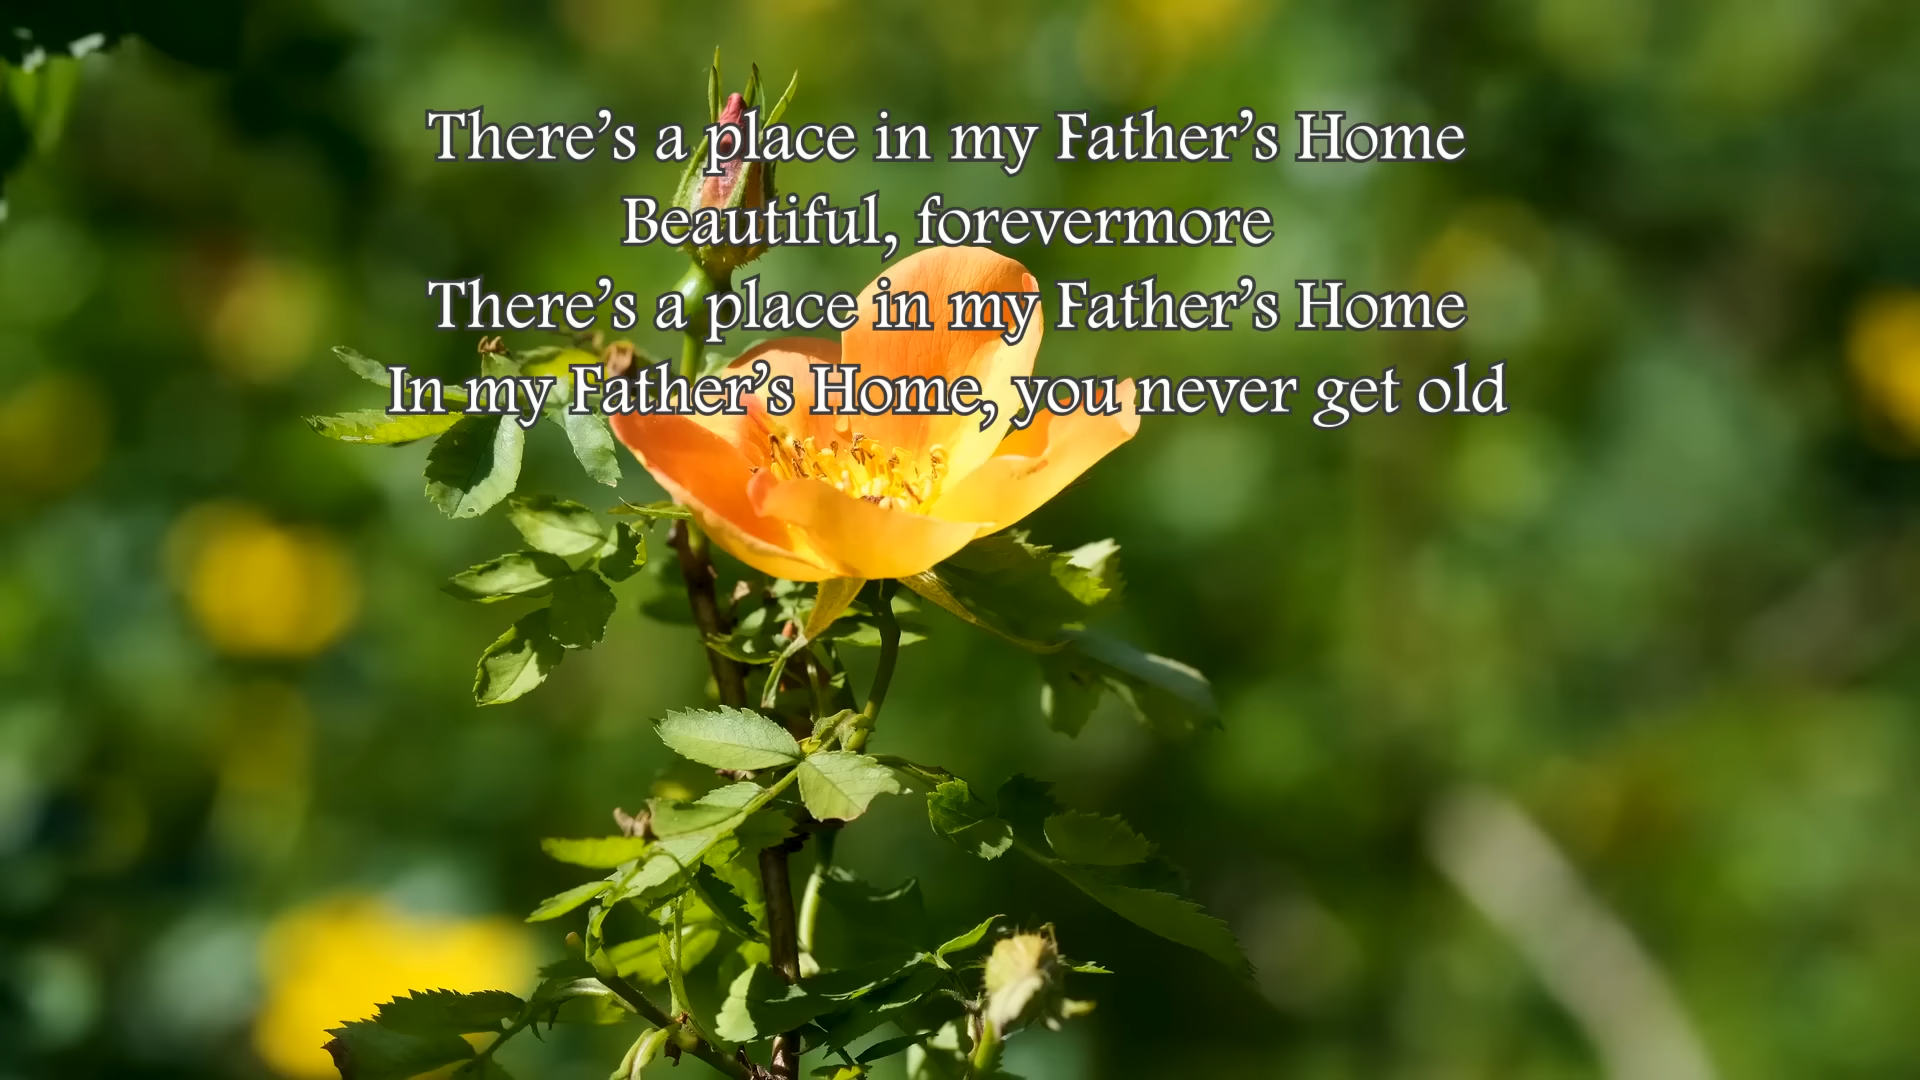 There’s a place in my Father’s Home
Beautiful, forevermore
There’s a place in my Father’s Home
In my Father’s Home, you never get old